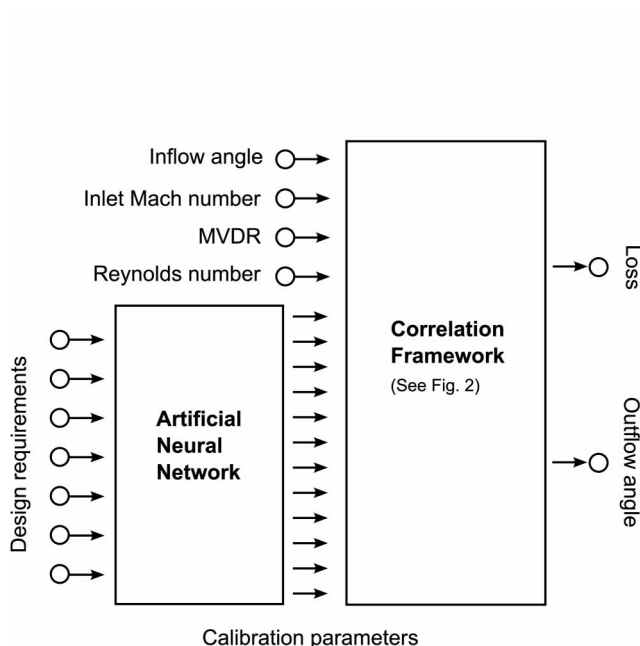 Inflow angle
Inlet Mach number
MVDR
Reynolds number
Design requirements
Artificial
Neural
Network
Correlation
Framework
(See Fig. 2)
Loss
Outflow angle
Calibration parameters